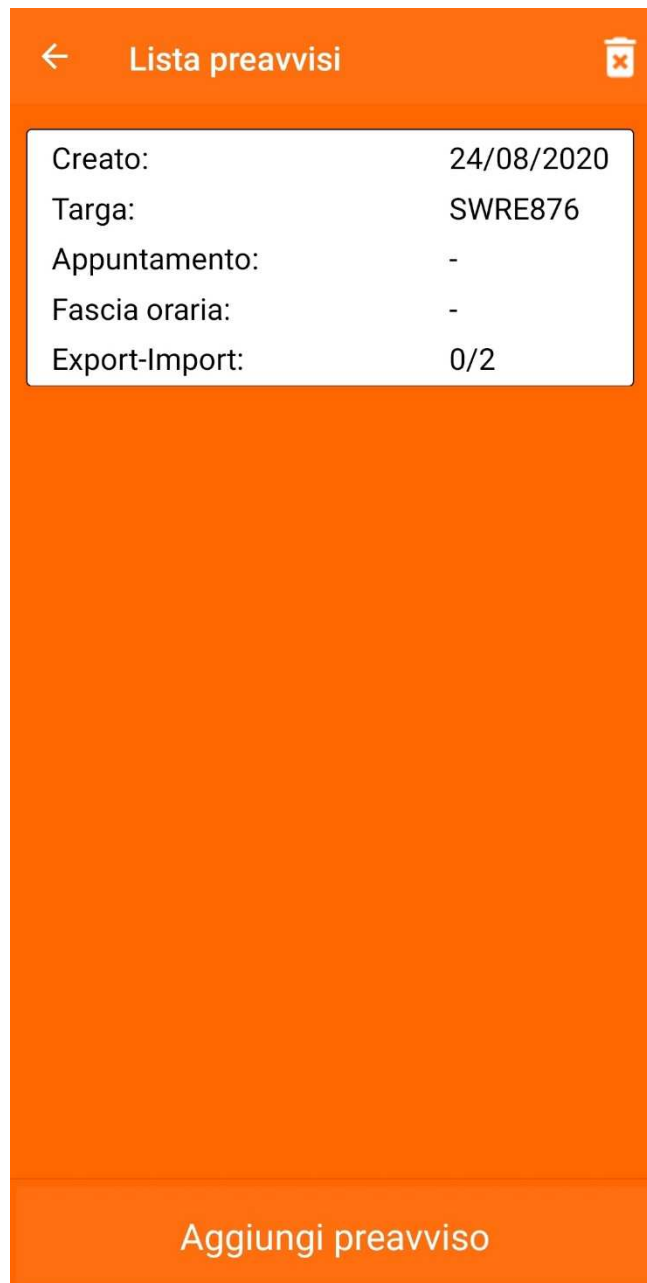 Lista preavvisi
Creato: 24/08/2020
Targa: SWRE876
Appuntamento: -
Fascia oraria: -
Export-Import: 0/2
Aggiungi preavviso